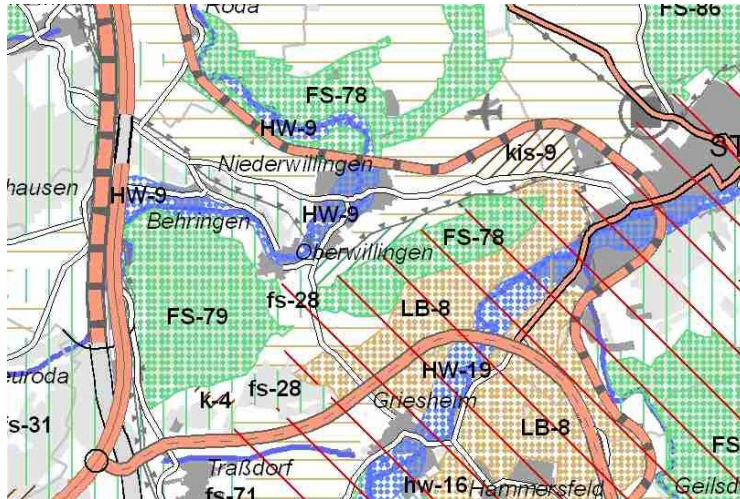 Roda
FS-86
FS-78
HW-9
ST
kis-9
Niederwillingen
hausen
HW-9
HW-9
Behringen
FS-78
Oberwillingen
fs-28
LB-8
FS-79
HW-19
euroda
fs-28
k-4
Griesheim
fs-31
LB-8
FS
Traßdorf
hw-16
Hammersfeld
Geilsd
fs-71